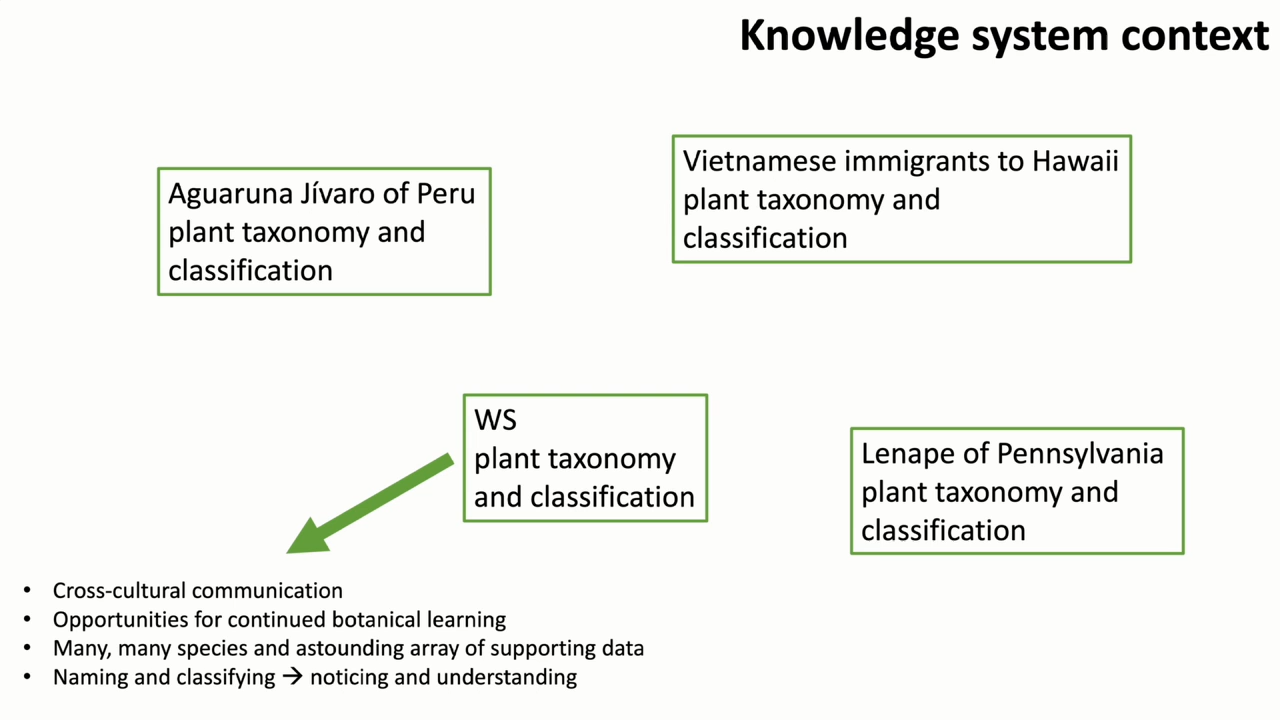 Knowledge system context
Aguaruna Jívaro of Peru
plant taxonomy and
classification
Vietnamese immigrants to Hawaii
plant taxonomy and
classification
WS
plant taxonomy
and classification
Lenape of Pennsylvania
plant taxonomy and
classification
• Cross-cultural communication
• Opportunities for continued botanical learning
• Many, many species and astounding array of supporting data
• Naming and classifying → noticing and understanding